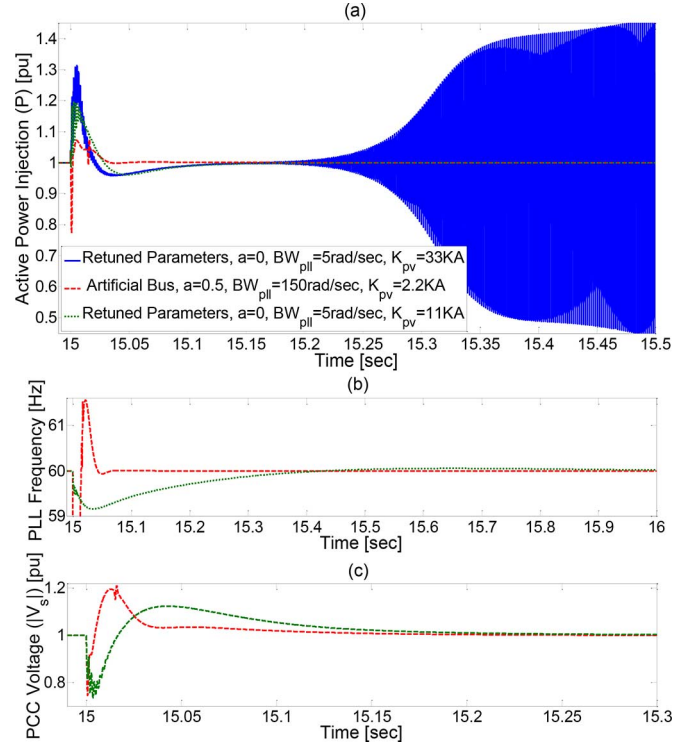 (a)
Active Power Injection (P) [pu]
1.4
1.3
1.2
1.1
1
0.9
0.8
0.7
0.6
0.5
Retuned Parameters, a=0, BWpll=5rad/sec, Kpv=33KA
Artificial Bus, a=0.5, BWpll=150rad/sec, Kpv=2.2KA
Retuned Parameters, a=0, BWpll=5rad/sec, Kpv=11KA
15 15.05 15.1 15.15 15.2 15.25 15.3 15.35 15.4 15.45 15.5
Time [sec]
(b)
PLL Frequency [Hz]
61
60
59
15 15.1 15.2 15.3 15.4 15.5 15.6 15.7 15.8 15.9 16
Time [sec]
(c)
PCC Voltage (|Vs|) [pu]
1.2
1
0.8
15 15.05 15.1 15.15 15.2 15.25 15.3
Time [sec]